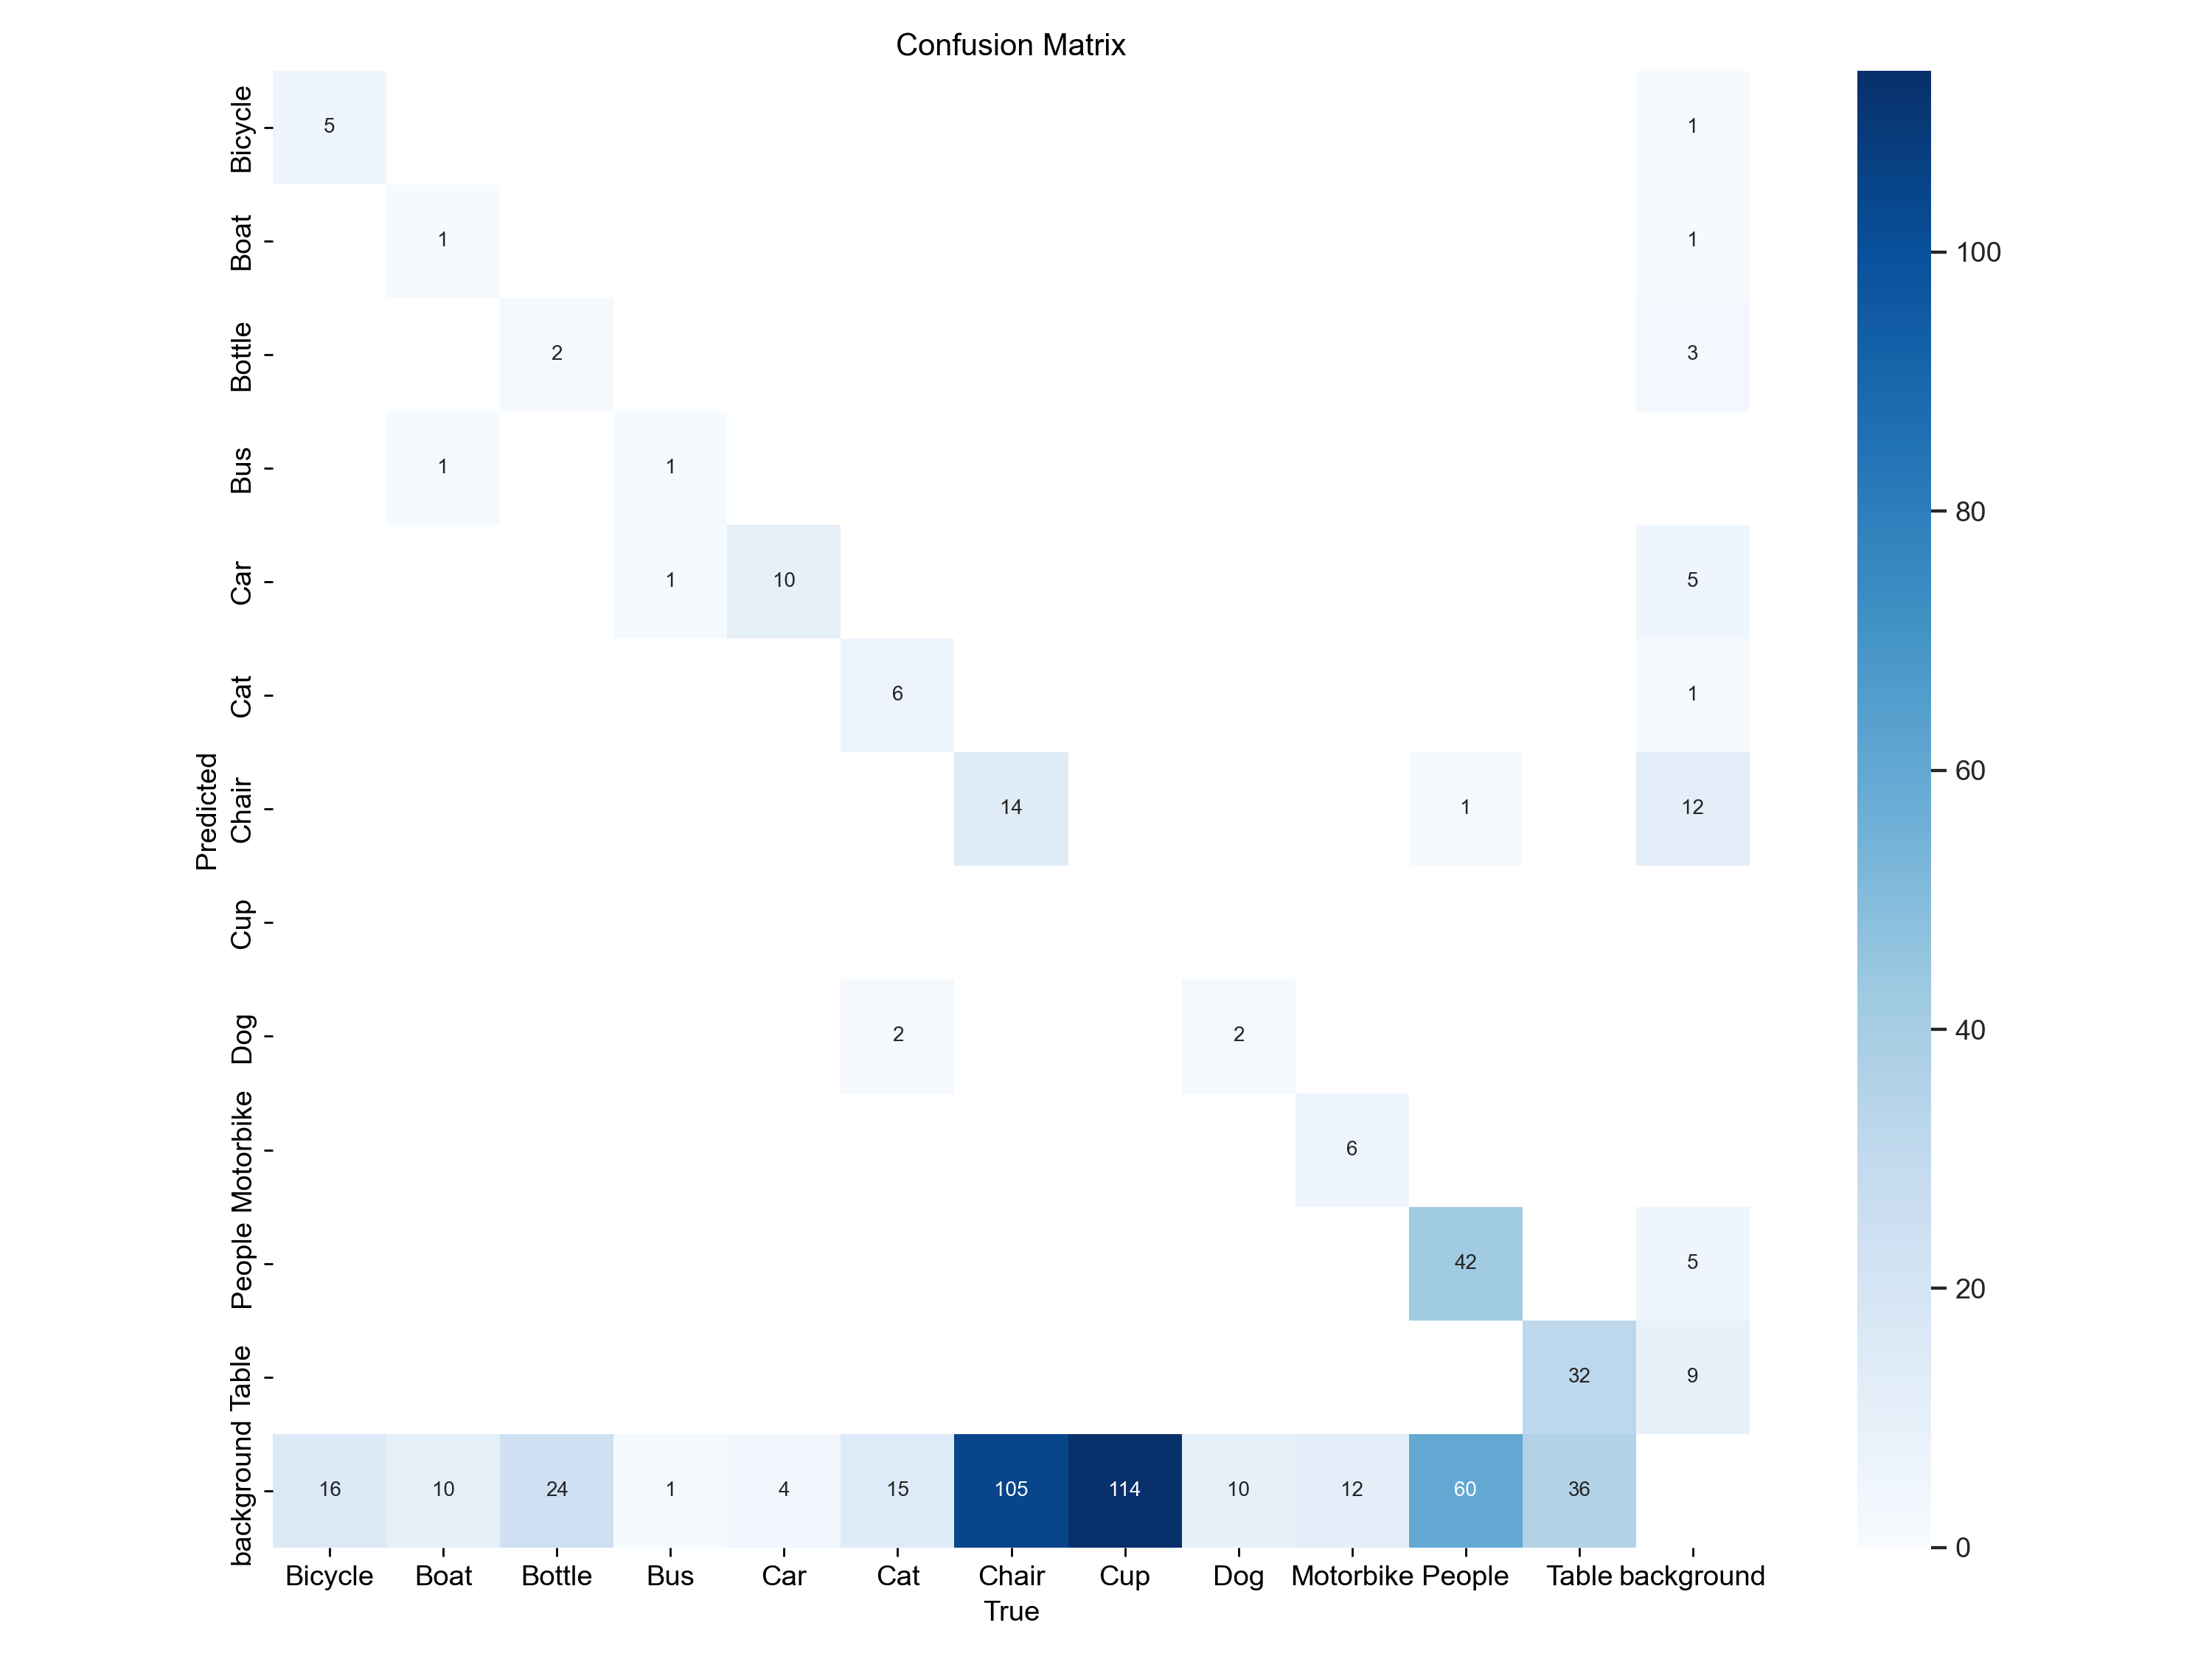 Confusion Matrix
Predicted
Bicycle 5 1
Boat 1 1
Bottle 2 3
Bus 1 1
Car 1 10 5
Cat 6 1
Chair 14 1 12
Cup
Dog 2 2
Motorbike 6
People 42 5
Table 32 9
background 16 10 24 1 4 15 105 114 10 12 60 36
Bicycle Boat Bottle Bus Car Cat Chair Cup Dog Motorbike People Table background
True
100
80
60
40
20
0